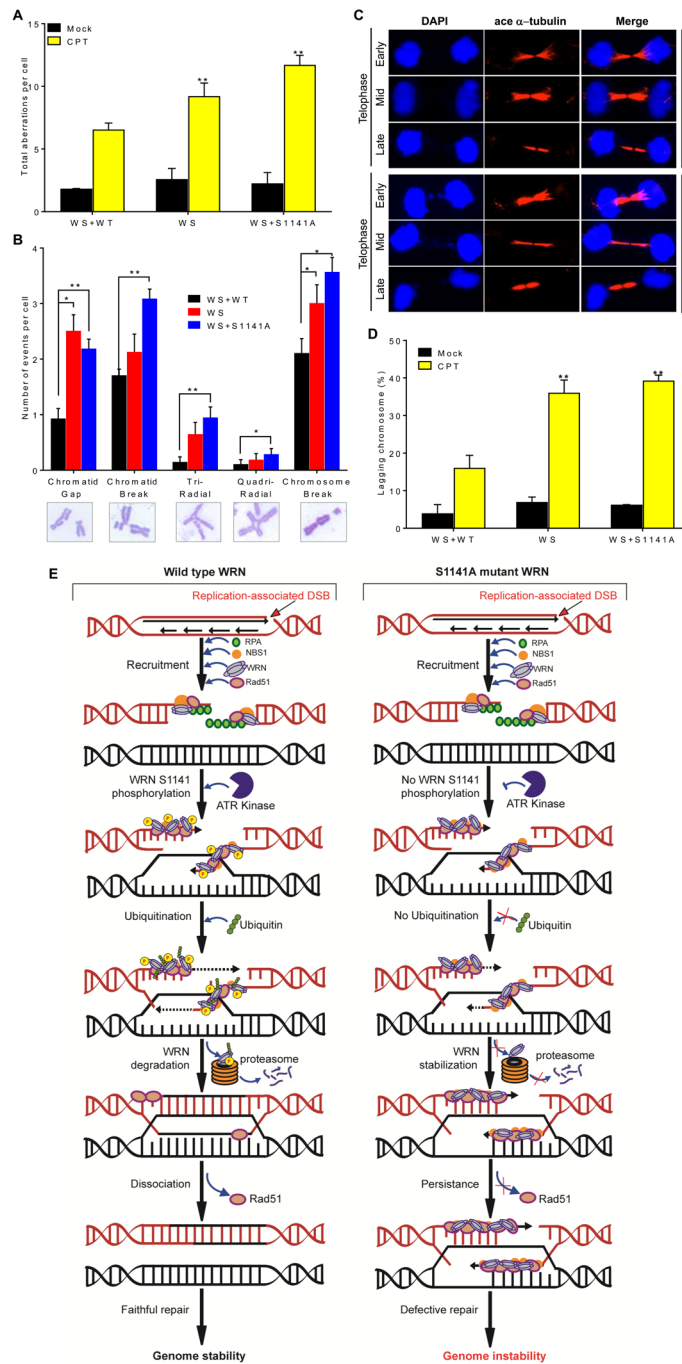 A
Total aberrations per cell
15
10
5
0
Mock
CPT
**
**
WS+WT
WS
WS+S1141A
B
Number of events per cell
4
3
2
1
0
*
**
**
**
*
*
*
WS+WT
WS
WS+S1141A
Chromatid Gap
Chromatid Break
Tri-Radial
Quadri-Radial
Chromosome Break
C
DAPI
ace α-tubulin
Merge
Telophase
Early
Mid
Late
Telophase
Early
Mid
Late
D
Lagging chromosome (%)
50
40
30
20
10
0
Mock
CPT
**
**
WS+WT
WS
WS+S1141A
E
Wild type WRN
Replication-associated DSB
Recruitment
RPA
NBS1
WRN
Rad51
WRN S1141
phosphorylation
ATR Kinase
P
P
P
P
Ubiquitination
Ubiquitin
P
P
P
P
WRN
degradation
P
proteasome
Dissociation
Rad51
Faithful repair
Genome stability
S1141A mutant WRN
Replication-associated DSB
Recruitment
RPA
NBS1
WRN
Rad51
No WRN S1141
phosphorylation
ATR Kinase
No Ubiquitination
Ubiquitin
WRN
stabilization
proteasome
Persistance
Rad51
Defective repair
Genome instability